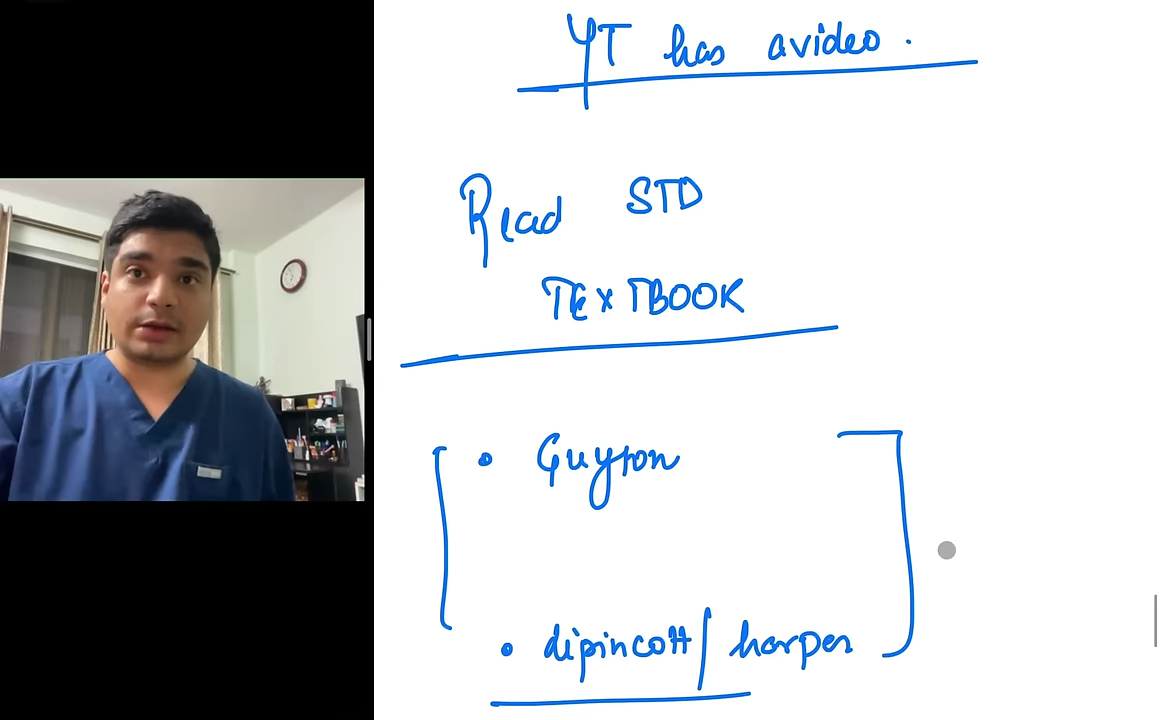 YT has a video.
Read STD
TEXTBOOK
• Guyton
• lipincott / harper